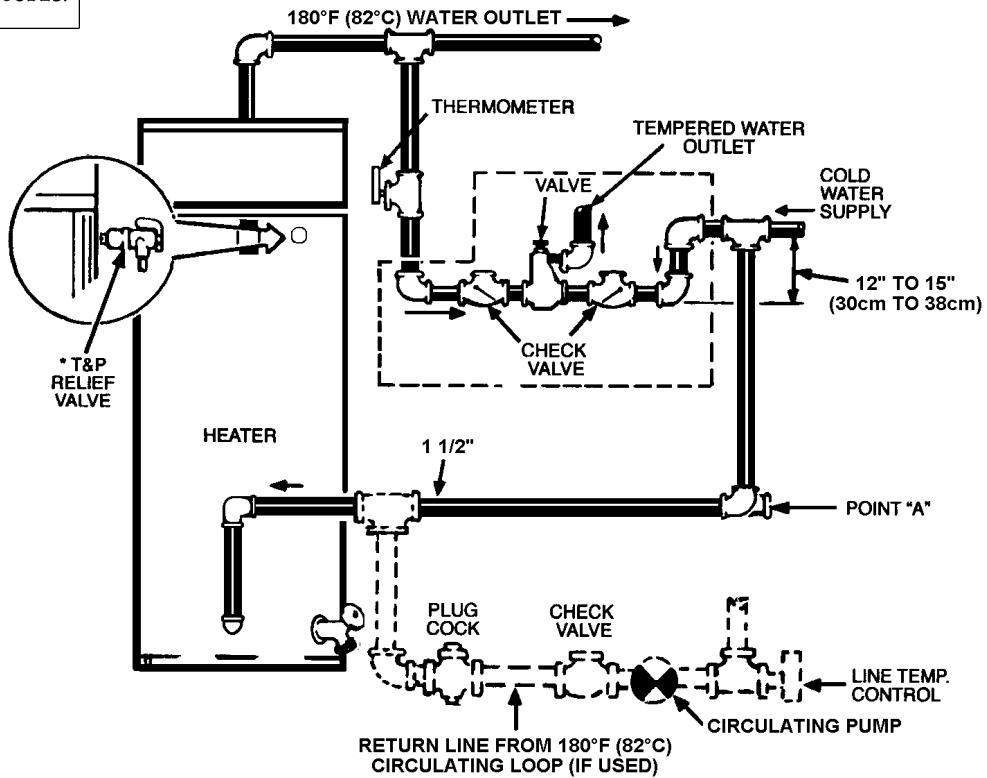 180°F (82°C) WATER OUTLET
THERMOMETER
TEMPERED WATER
OUTLET
VALVE
COLD
WATER
SUPPLY
12" TO 15"
(30cm TO 38cm)
CHECK
VALVE
* T&P
RELIEF
VALVE
HEATER
1 1/2"
POINT "A"
PLUG
COCK
CHECK
VALVE
LINE TEMP.
CONTROL
CIRCULATING PUMP
RETURN LINE FROM 180°F (82°C)
CIRCULATING LOOP (IF USED)